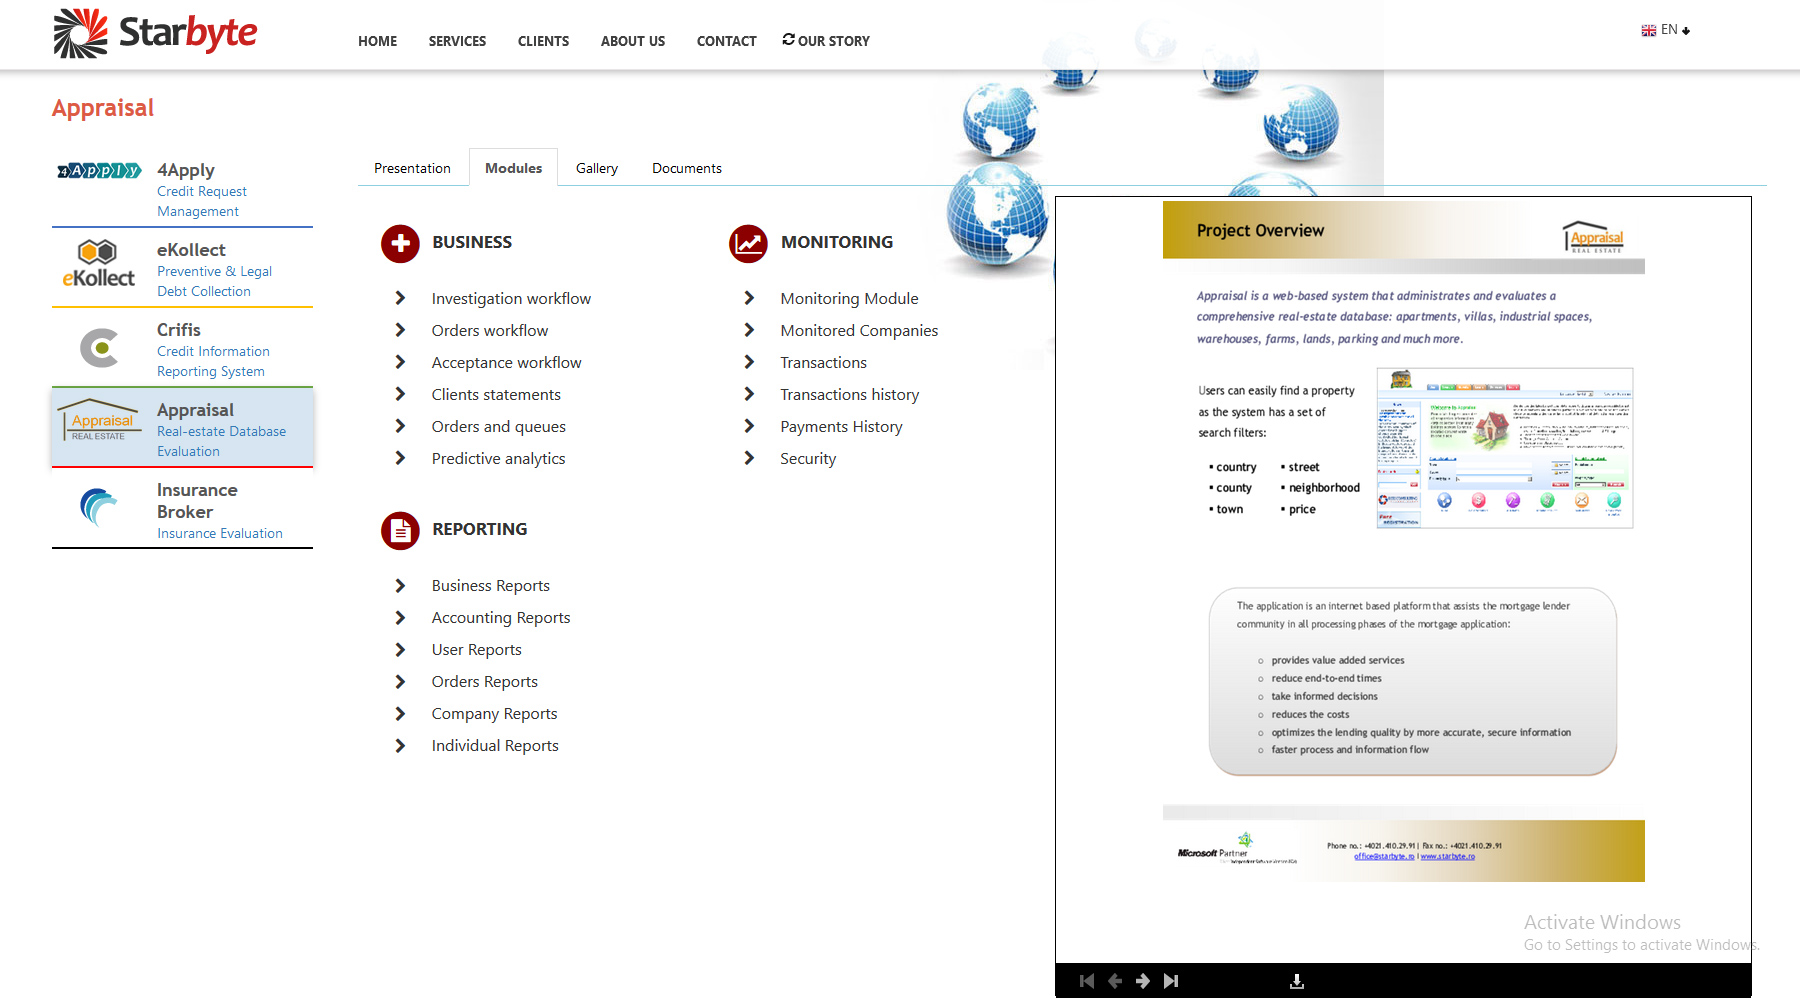 Starbyte
HOME SERVICES CLIENTS ABOUT US CONTACT OUR STORY
EN
Appraisal
4Apply
4Apply
Credit Request
Management
eKollect
eKollect
Preventive & Legal
Debt Collection
Crifis
Credit Information
Reporting System
Appraisal
REAL ESTATE
Appraisal
Real-estate Database
Evaluation
Insurance
Broker
Insurance Evaluation
Presentation Modules Gallery Documents
BUSINESS
Investigation workflow
Orders workflow
Acceptance workflow
Clients statements
Orders and queues
Predictive analytics
MONITORING
Monitoring Module
Monitored Companies
Transactions
Transactions history
Payments History
Security
REPORTING
Business Reports
Accounting Reports
User Reports
Orders Reports
Company Reports
Individual Reports
Project Overview
Appraisal
REAL ESTATE
Appraisal is a web-based system that administrates and evaluates a
comprehensive real-estate database: apartments, villas, industrial spaces,
warehouses, farms, lands, parking and much more.
Users can easily find a property
as the system has a set of
search filters:
▪ country ▪ street
▪ county ▪ neighborhood
▪ town ▪ price
The application is an internet based platform that assists the mortgage lender
community in all processing phases of the mortgage application:
○ provides value added services
○ reduce end-to-end times
○ take informed decisions
○ reduces the costs
○ optimizes the lending quality by more accurate, secure information
○ faster process and information flow
Microsoft Partner
Phone no.: +4021.410.29.91| Fax no.: +4021.410.29.91
office@starbyte.ro | www.starbyte.ro
Activate Windows
Go to Settings to activate Windows.